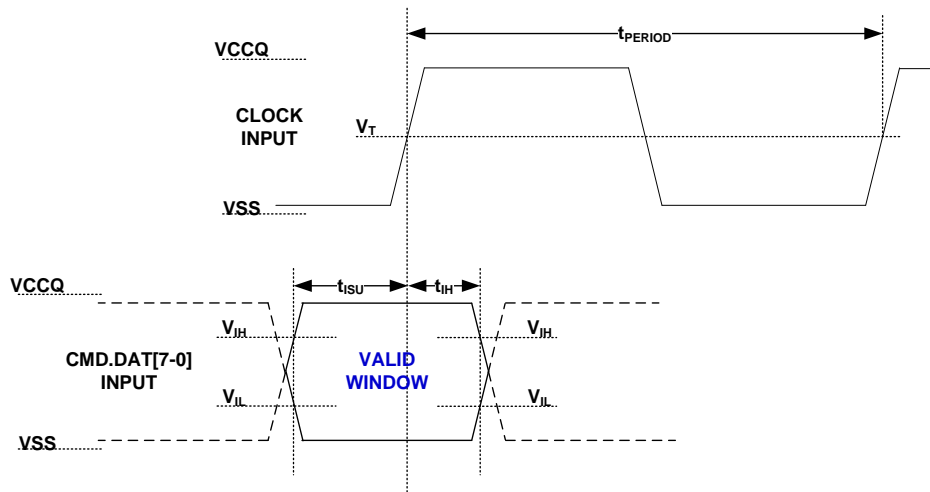 tPERIOD
VCCQ
CLOCK
INPUT
VT
VSS
VCCQ
tISU
tIH
VIH
VIH
CMD.DAT[7-0]
INPUT
VALID
WINDOW
VIL
VIL
VSS